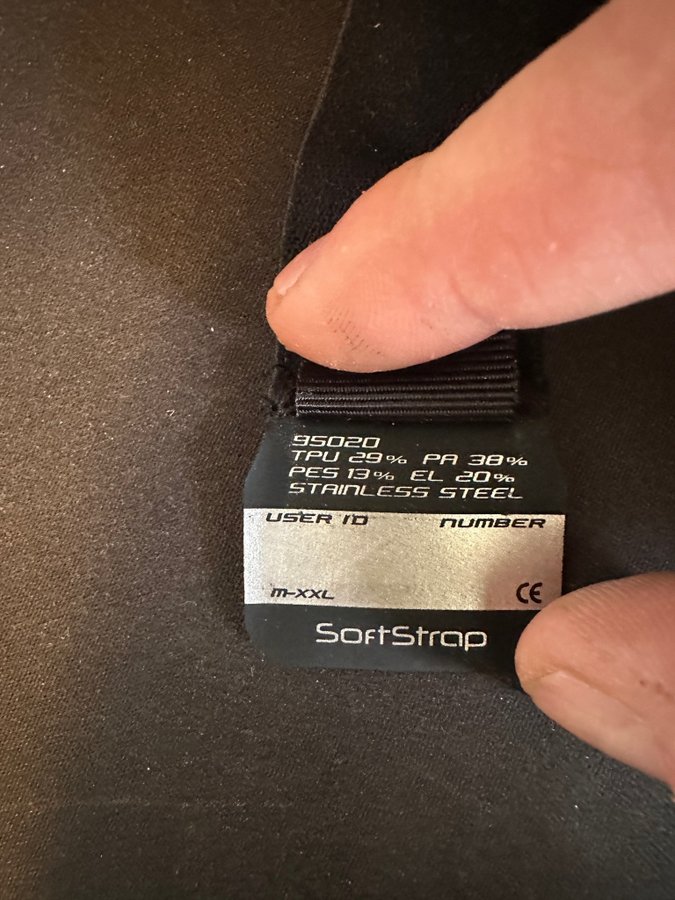 95020
TPU 29% PA 38%
PES 13% EL 20%
STAINLESS STEEL
USER ID NUMBER
M-XXL CE
SoftStrap